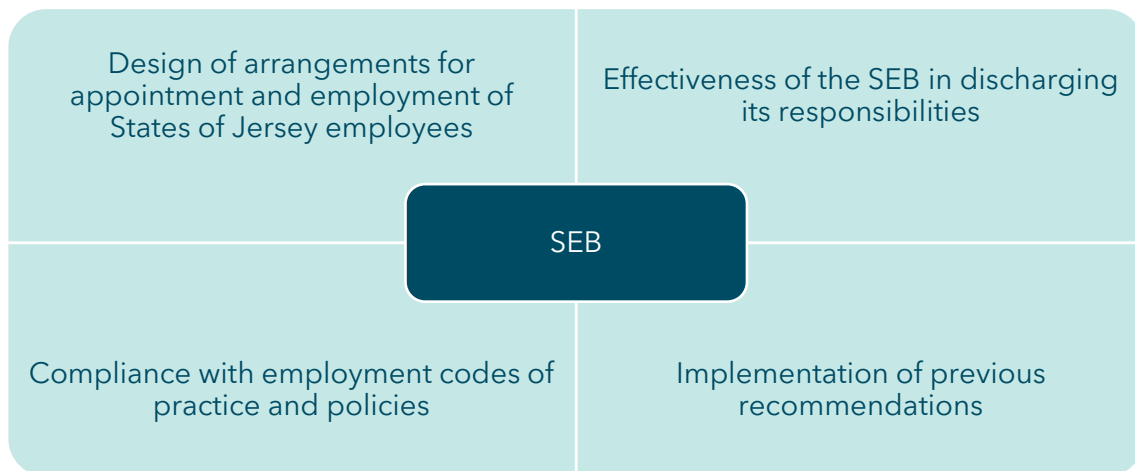 Design of arrangements for
appointment and employment of
States of Jersey employees
Effectiveness of the SEB in discharging
its responsibilities
SEB
Compliance with employment codes of
practice and policies
Implementation of previous
recommendations